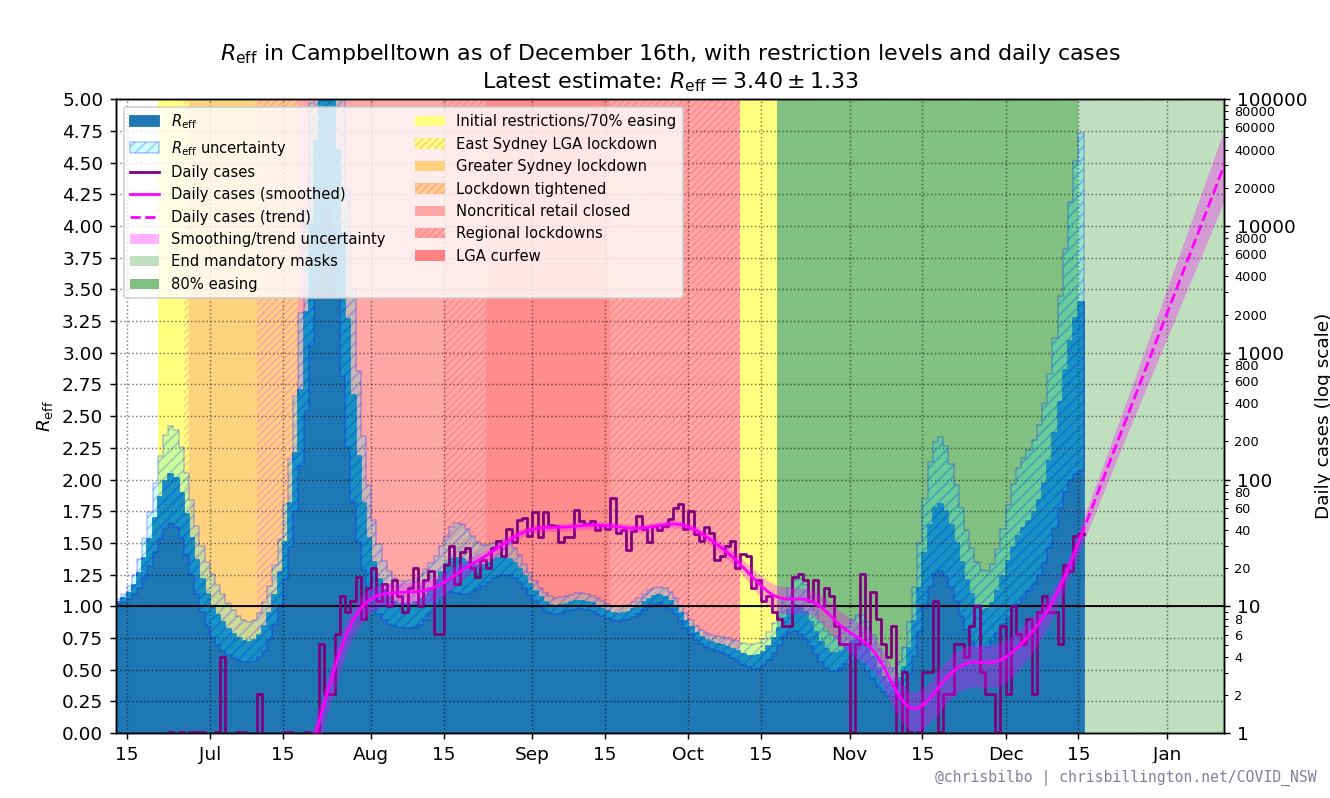 R_eff in Campbelltown as of December 16th, with restriction levels and daily cases
Latest estimate: R_eff = 3.40 ± 1.33
R_eff
R_eff uncertainty
Daily cases
Daily cases (smoothed)
Daily cases (trend)
Smoothing/trend uncertainty
End mandatory masks
80% easing
Initial restrictions/70% easing
East Sydney LGA lockdown
Greater Sydney lockdown
Lockdown tightened
Noncritical retail closed
Regional lockdowns
LGA curfew
R_eff
5.00
4.75
4.50
4.25
4.00
3.75
3.50
3.25
3.00
2.75
2.50
2.25
2.00
1.75
1.50
1.25
1.00
0.75
0.50
0.25
0.00
15 Jul 15 Aug 15 Sep 15 Oct 15 Nov 15 Dec 15 Jan
100000
80000
60000
40000
20000
10000
8000
6000
4000
2000
1000
800
600
400
200
100
80
60
40
20
10
8
6
4
2
1
Daily cases (log scale)
@chrisbilbo | chrisbillington.net/COVID_NSW